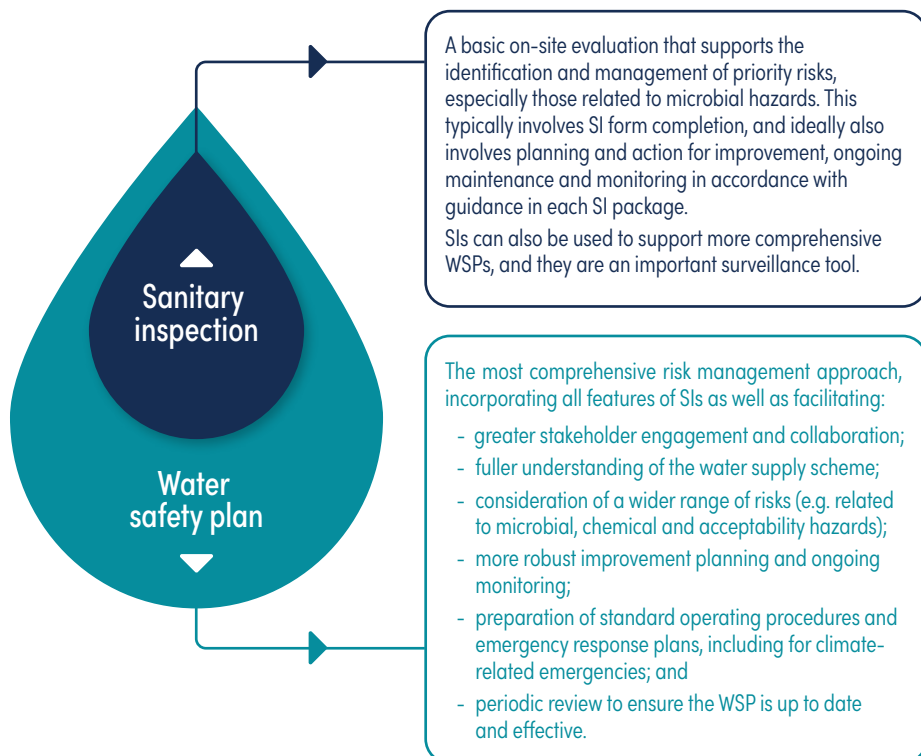 A basic on-site evaluation that supports the
identification and management of priority risks,
especially those related to microbial hazards. This
typically involves SI form completion, and ideally also
involves planning and action for improvement, ongoing
maintenance and monitoring in accordance with
guidance in each SI package.
SIs can also be used to support more comprehensive
WSPs, and they are an important surveillance tool.
Sanitary
inspection
Water
safety plan
The most comprehensive risk management approach,
incorporating all features of SIs as well as facilitating:
- greater stakeholder engagement and collaboration;
- fuller understanding of the water supply scheme;
- consideration of a wider range of risks (e.g. related
to microbial, chemical and acceptability hazards);
- more robust improvement planning and ongoing
monitoring;
- preparation of standard operating procedures and
emergency response plans, including for climate-
related emergencies; and
- periodic review to ensure the WSP is up to date
and effective.